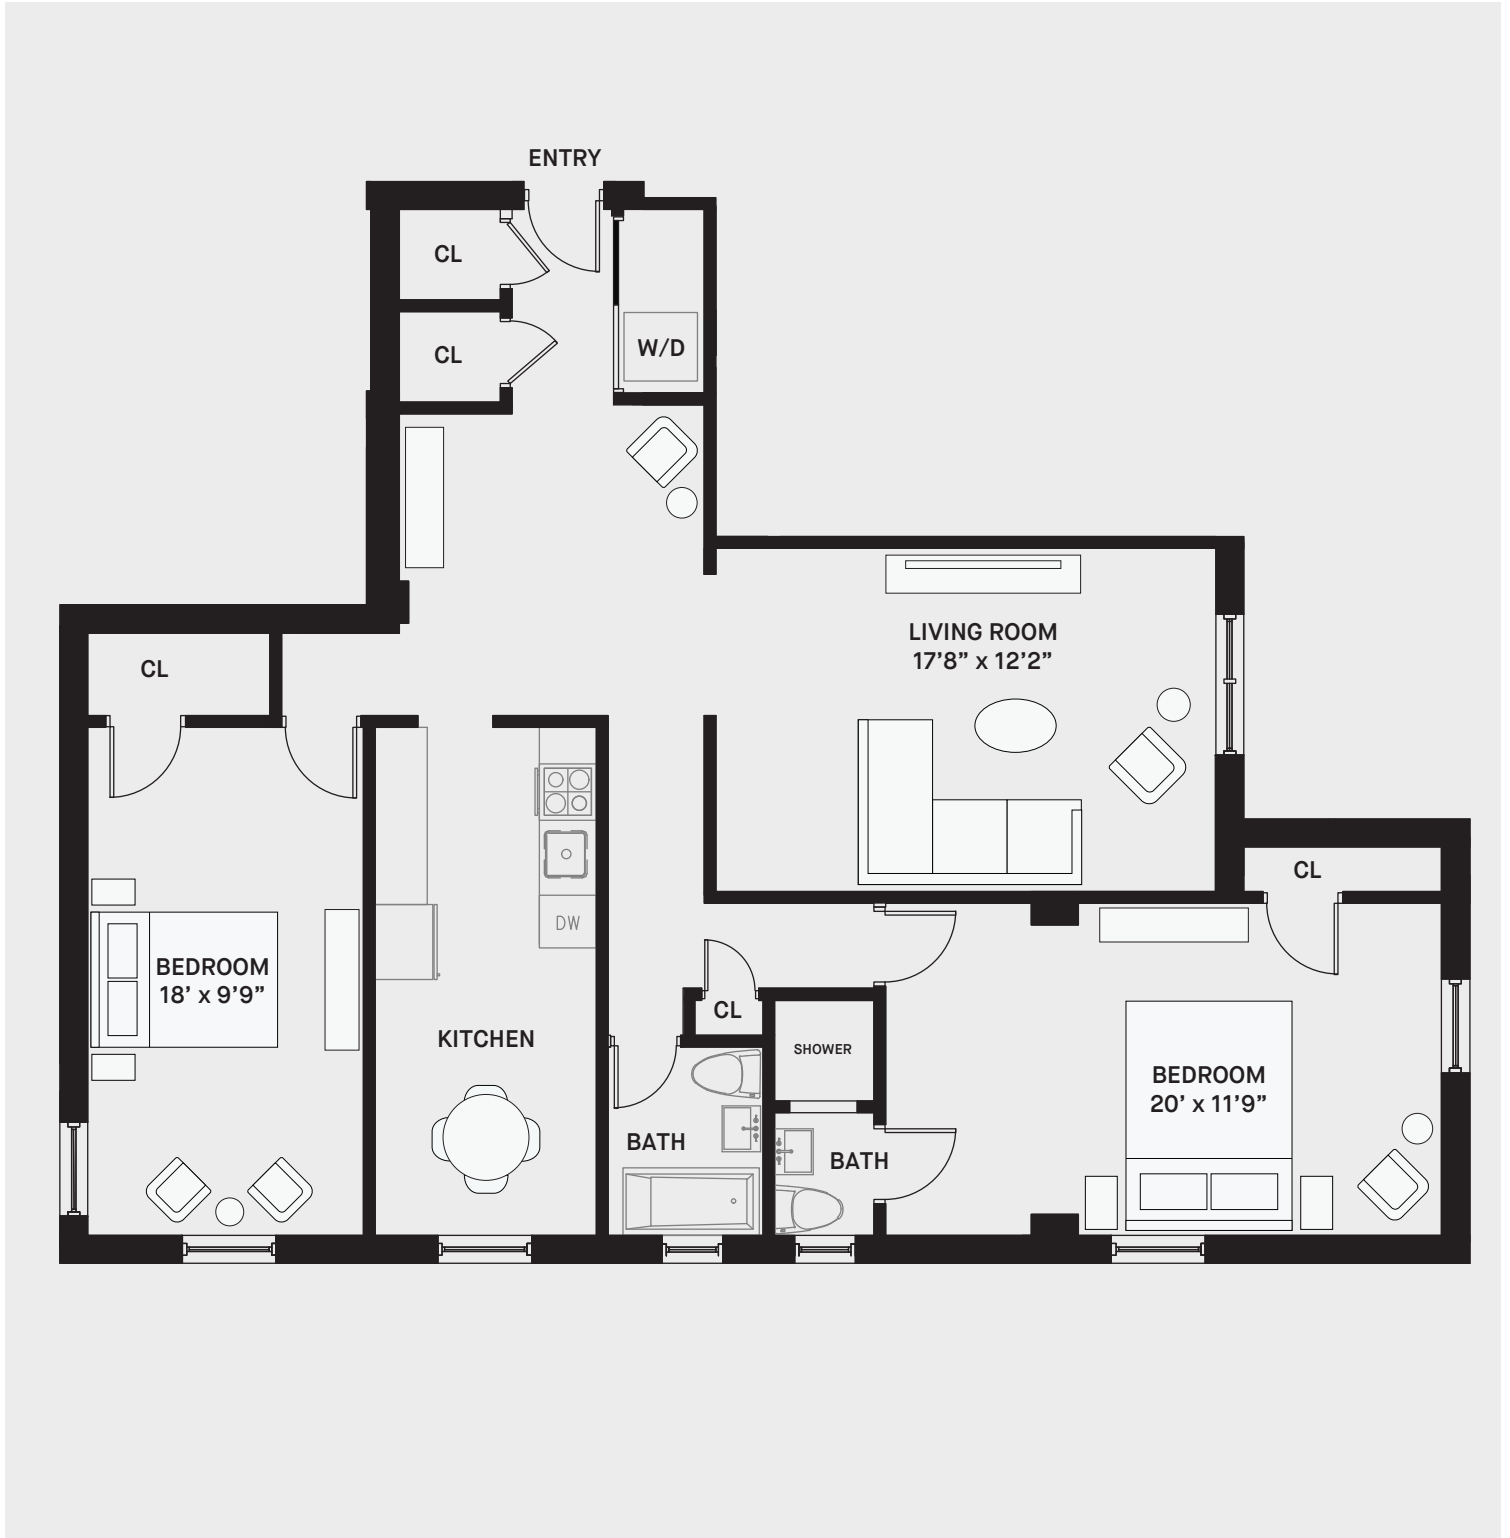 ENTRY
CL
CL
W/D
LIVING ROOM
17’8” x 12’2”
CL
CL
DW
BEDROOM
18’ x 9’9”
CL
KITCHEN
SHOWER
BEDROOM
20’ x 11’9”
BATH
BATH